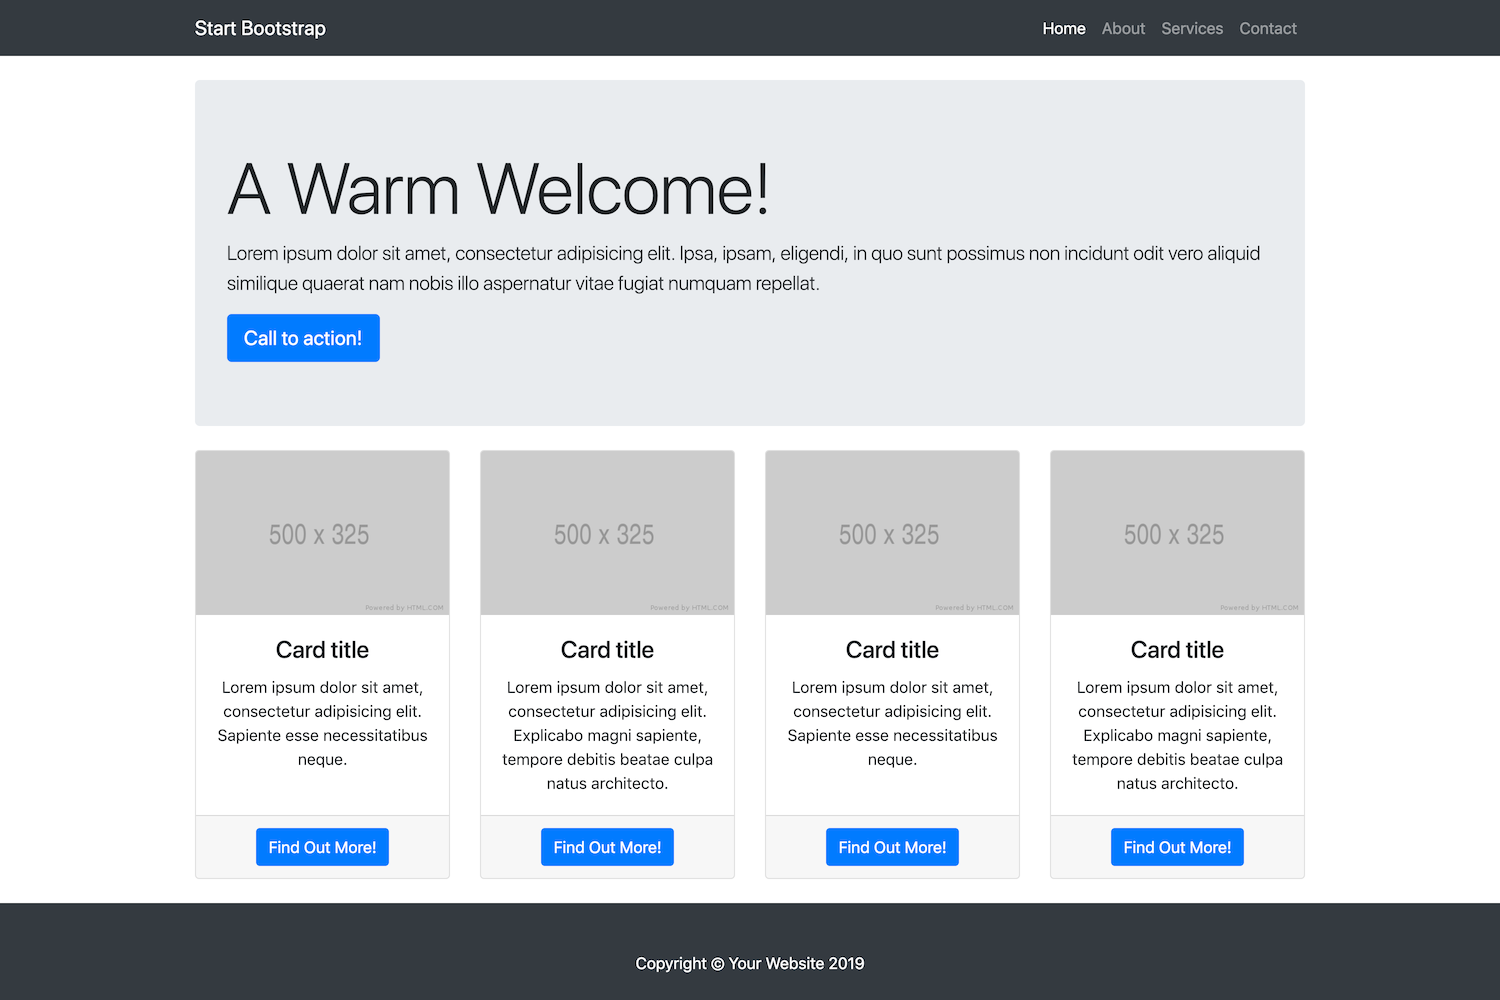 Start Bootstrap
Home About Services Contact
A Warm Welcome!
Lorem ipsum dolor sit amet, consectetur adipisicing elit. Ipsa, ipsam, eligendi, in quo sunt possimus non incidunt odit vero aliquid
similique quaerat nam nobis illo aspernatur vitae fugiat numquam repellat.
Call to action!
500 x 325
Powered by HTML.COM
Card title
Lorem ipsum dolor sit amet,
consectetur adipisicing elit.
Sapiente esse necessitatibus
neque.
Find Out More!
500 x 325
Powered by HTML.COM
Card title
Lorem ipsum dolor sit amet,
consectetur adipisicing elit.
Explicabo magni sapiente,
tempore debitis beatae culpa
natus architecto.
Find Out More!
500 x 325
Powered by HTML.COM
Card title
Lorem ipsum dolor sit amet,
consectetur adipisicing elit.
Sapiente esse necessitatibus
neque.
Find Out More!
500 x 325
Powered by HTML.COM
Card title
Lorem ipsum dolor sit amet,
consectetur adipisicing elit.
Explicabo magni sapiente,
tempore debitis beatae culpa
natus architecto.
Find Out More!
Copyright © Your Website 2019